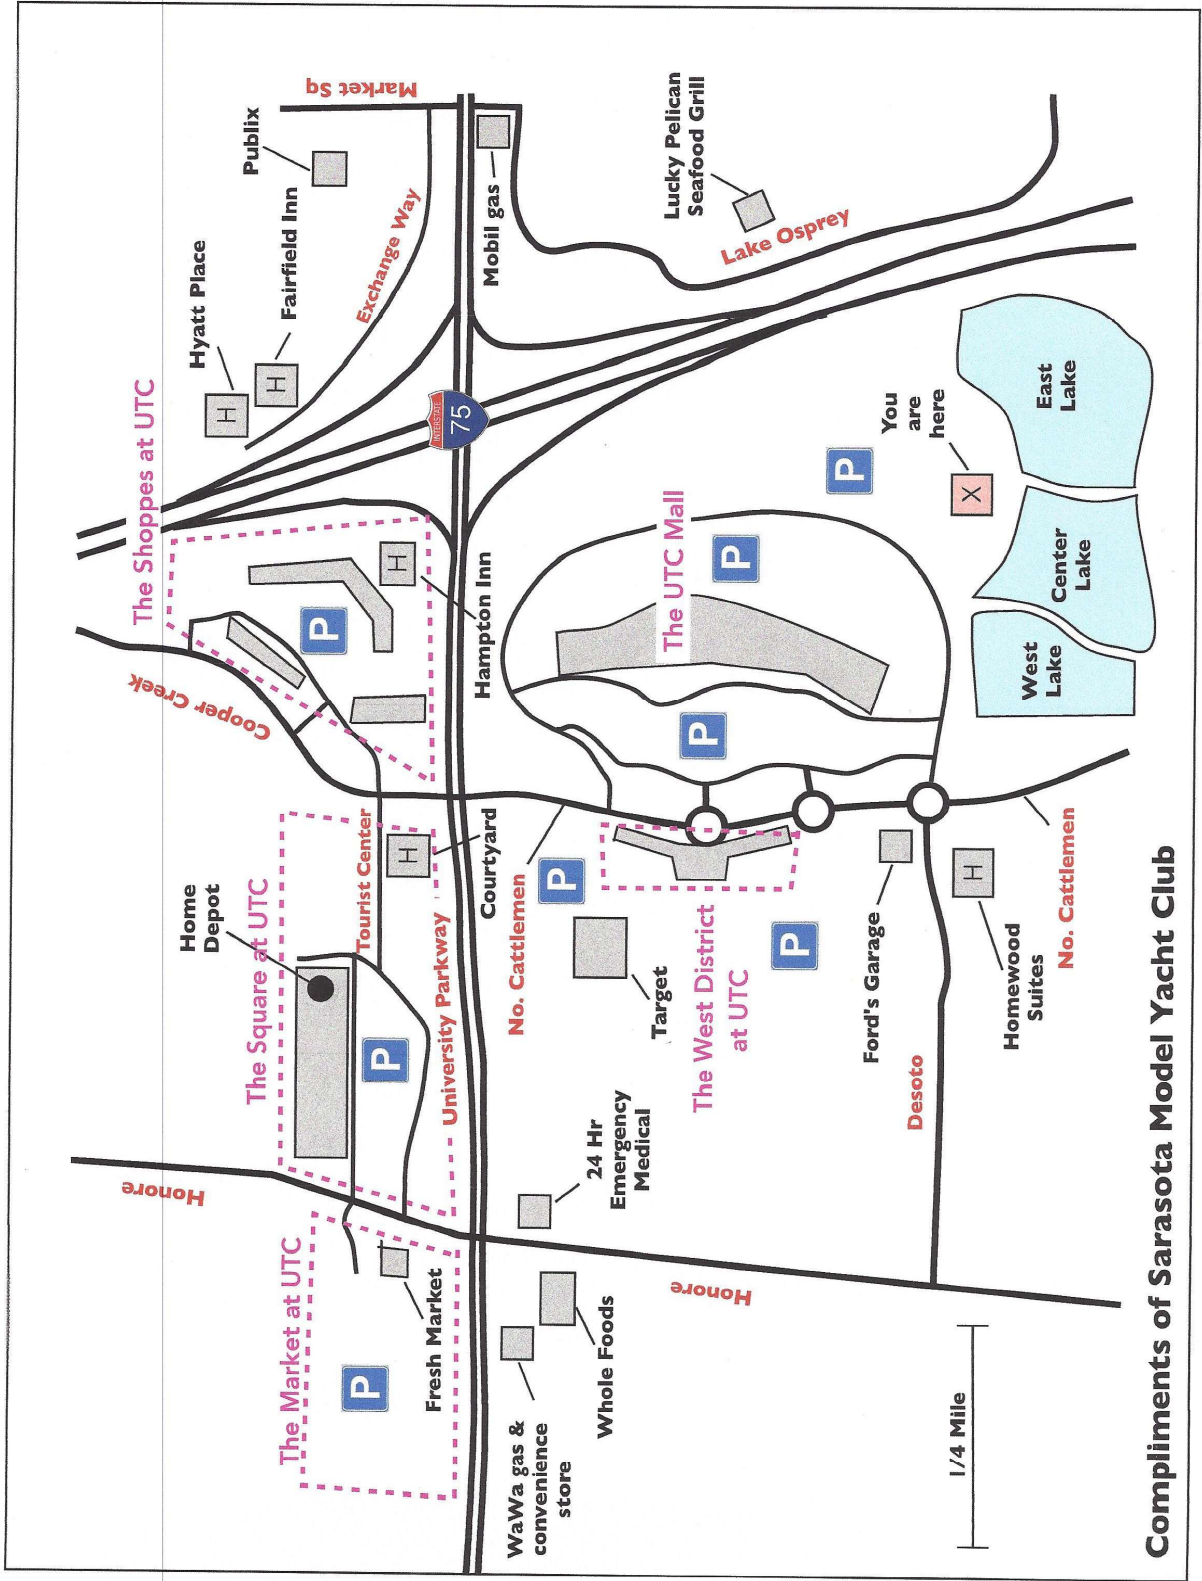 The Shoppes at UTC
Hyatt Place
H
Fairfield Inn
H
Publix
Market Sq
Exchange Way
Cooper Creek
P
H
Hampton Inn
INTERSTATE
75
Mobil gas
Lucky Pelican
Seafood Grill
Lake Osprey
The Square at UTC
Home
Depot
Tourist Center
H
Courtyard
P
University Parkway
Honore
The Market at UTC
P
Fresh Market
WaWa gas &
convenience
store
Whole Foods
24 Hr
Emergency
Medical
Honore
No. Cattlemen
P
Target
The West District
at UTC
P
P
The UTC Mall
P
P
You
are
here
X
Ford's Garage
Desoto
H
Homewood
Suites
No. Cattlemen
West
Lake
Center
Lake
East
Lake
1/4 Mile
Compliments of Sarasota Model Yacht Club